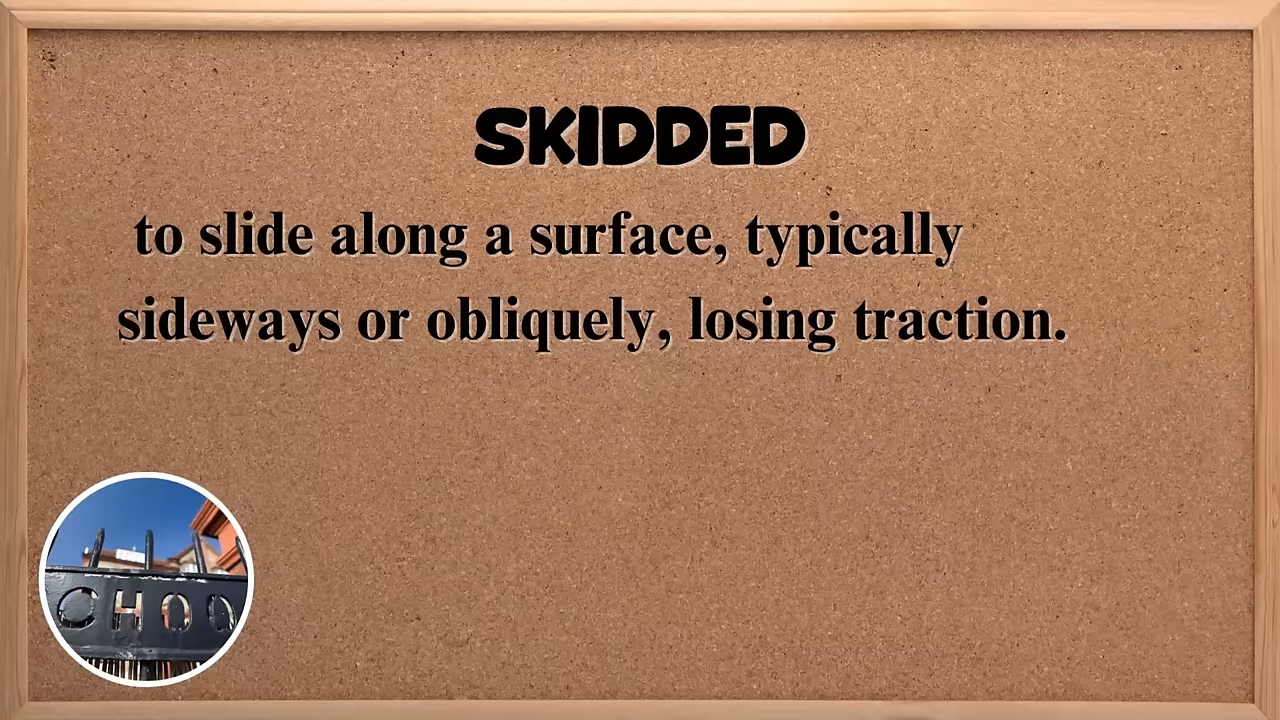 SKIDDED
to slide along a surface, typically
sideways or obliquely, losing traction.
CHOO